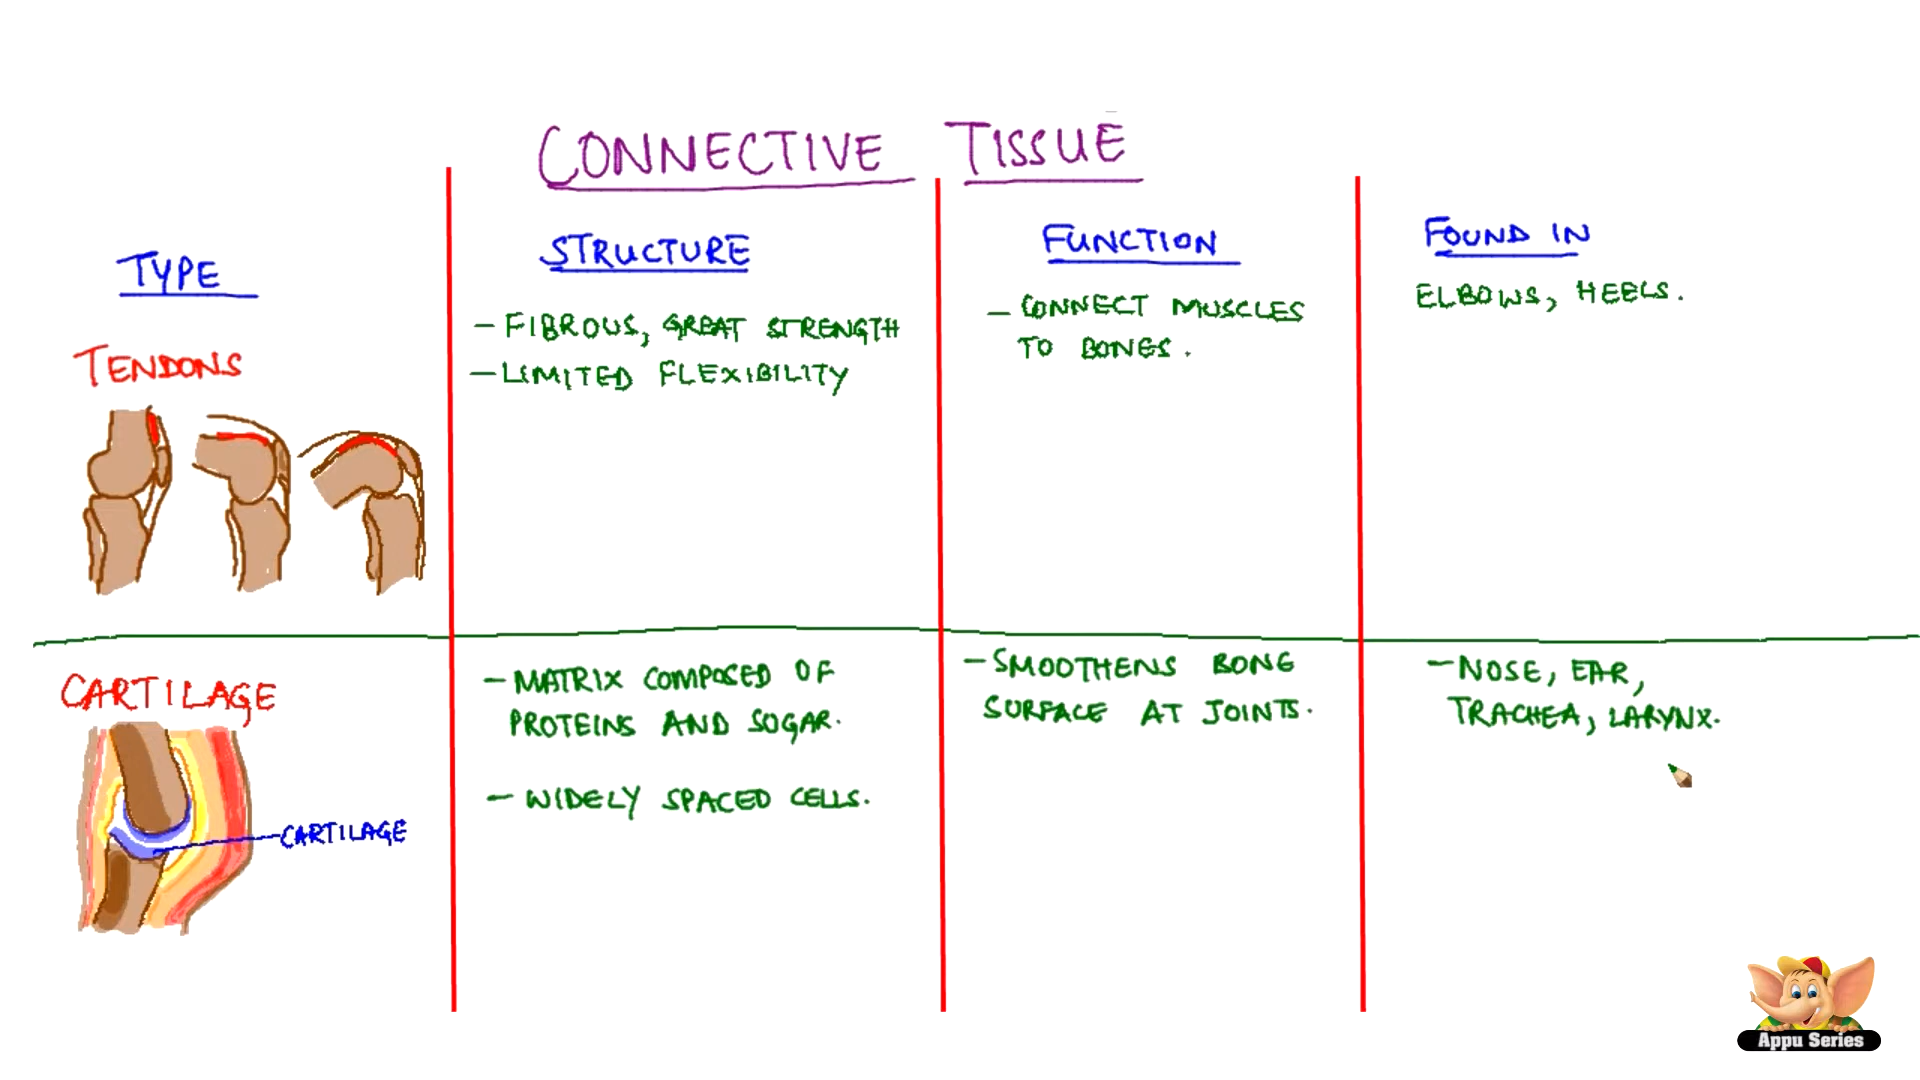 CONNECTIVE TISSUE
TYPE
STRUCTURE
FUNCTION
FOUND IN
TENDONS
- FIBROUS, GREAT STRENGTH
- LIMITED FLEXIBILITY
- CONNECT MUSCLES
TO BONES.
ELBOWS, HEELS.
CARTILAGE
CARTILAGE
- MATRIX COMPOSED OF
PROTEINS AND SUGAR.
- WIDELY SPACED CELLS.
- SMOOTHENS BONE
SURFACE AT JOINTS.
- NOSE, EAR,
TRACHEA, LARYNX.
Appu Series